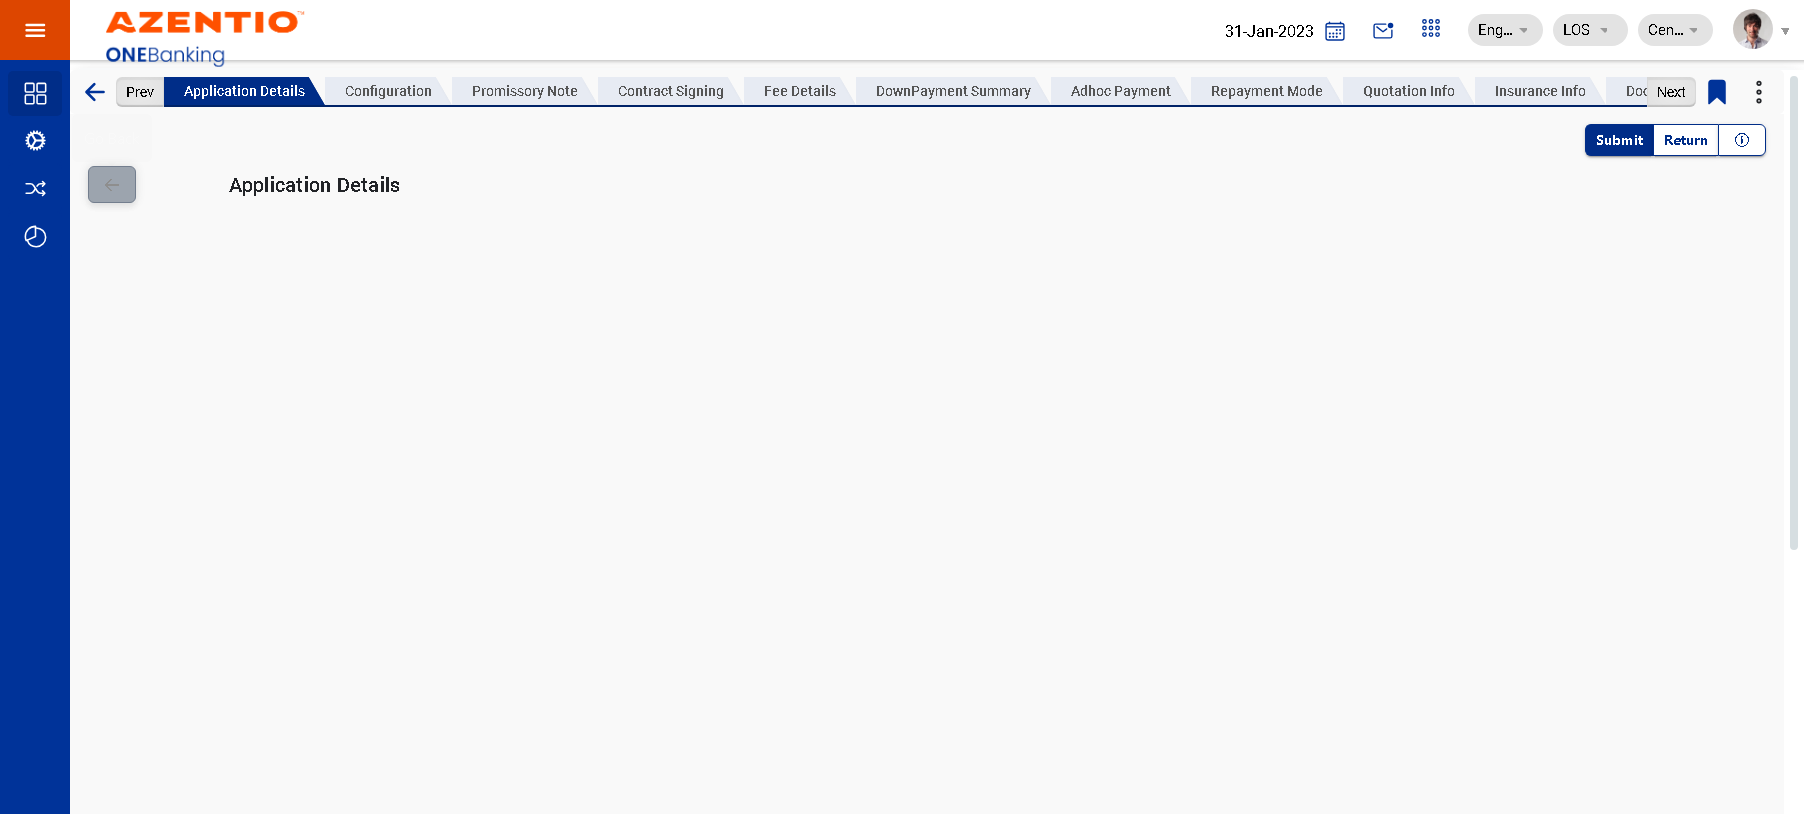 AZENTIO™
ONEBanking
31-Jan-2023
Eng...
LOS
Cen...
Prev
Application Details
Configuration
Promissory Note
Contract Signing
Fee Details
DownPayment Summary
Adhoc Payment
Repayment Mode
Quotation Info
Insurance Info
Doc
Next
Submit
Return
Application Details